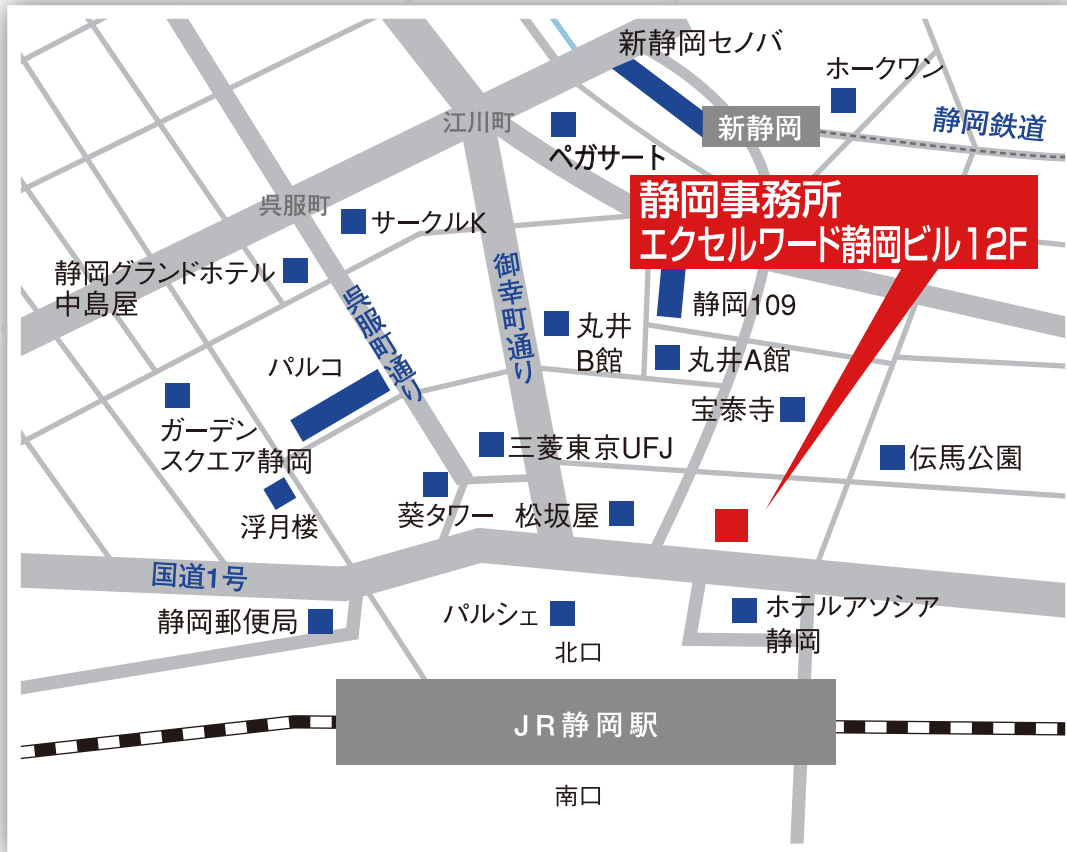 新静岡セノバ
ホークワン
江川町
新静岡
静岡鉄道
ペガサート
静岡事務所
エクセルワード静岡ビル12F
呉服町
サークルK
静岡グランドホテル
中島屋
呉服町通り
御幸町通り
静岡109
丸井
B館
丸井A館
パルコ
宝泰寺
ガーデン
スクエア静岡
三菱東京UFJ
伝馬公園
浮月楼
葵タワー
松坂屋
国道1号
静岡郵便局
パルシェ
ホテルアソシア
静岡
北口
JR静岡駅
南口